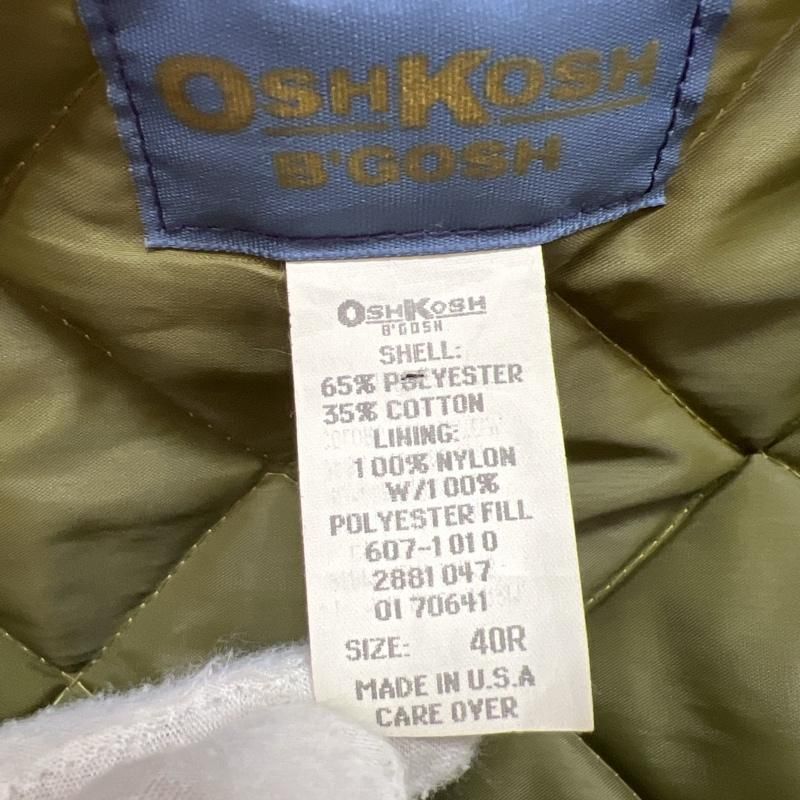 OSHKOSH
B'GOSH
OSHKOSH
B'GOSH
SHELL:
65% POLYESTER
35% COTTON
LINING:
100% NYLON
W/100%
POLYESTER FILL
607-1010
2881047
0170641
SIZE: 40R
MADE IN U.S.A
CARE OVER